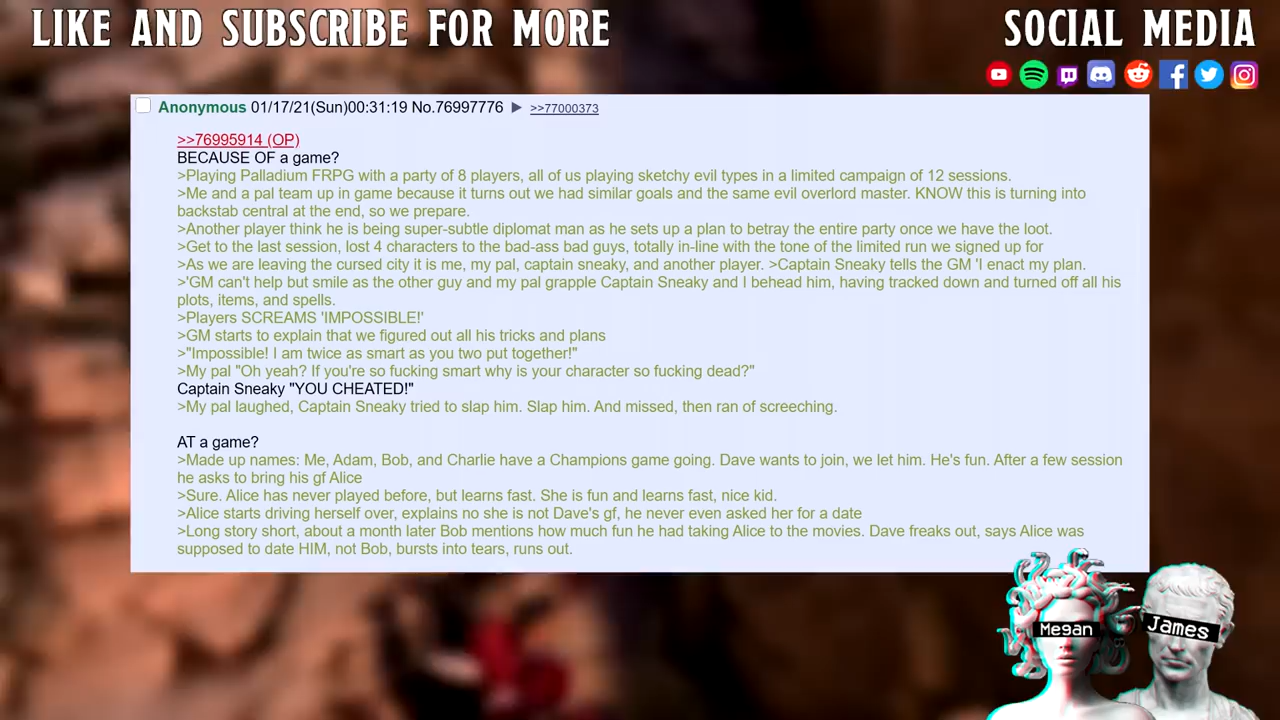 LIKE AND SUBSCRIBE FOR MORE
SOCIAL MEDIA
Anonymous 01/17/21(Sun)00:31:19 No.76997776 ▶ >>77000373
>>76995914 (OP)
BECAUSE OF a game?
>Playing Palladium FRPG with a party of 8 players, all of us playing sketchy evil types in a limited campaign of 12 sessions.
>Me and a pal team up in game because it turns out we had similar goals and the same evil overlord master. KNOW this is turning into
backstab central at the end, so we prepare.
>Another player think he is being super-subtle diplomat man as he sets up a plan to betray the entire party once we have the loot.
>Get to the last session, lost 4 characters to the bad-ass bad guys, totally in-line with the tone of the limited run we signed up for
>As we are leaving the cursed city it is me, my pal, captain sneaky, and another player. >Captain Sneaky tells the GM 'I enact my plan.
>'GM can't help but smile as the other guy and my pal grapple Captain Sneaky and I behead him, having tracked down and turned off all his
plots, items, and spells.
>Players SCREAMS 'IMPOSSIBLE!'
>GM starts to explain that we figured out all his tricks and plans
>"Impossible! I am twice as smart as you two put together!"
>My pal "Oh yeah? If you're so fucking smart why is your character so fucking dead?"
Captain Sneaky "YOU CHEATED!"
>My pal laughed, Captain Sneaky tried to slap him. Slap him. And missed, then ran of screeching.
AT a game?
>Made up names: Me, Adam, Bob, and Charlie have a Champions game going. Dave wants to join, we let him. He's fun. After a few session
he asks to bring his gf Alice
>Sure. Alice has never played before, but learns fast. She is fun and learns fast, nice kid.
>Alice starts driving herself over, explains no she is not Dave's gf, he never even asked her for a date
>Long story short, about a month later Bob mentions how much fun he had taking Alice to the movies. Dave freaks out, says Alice was
supposed to date HIM, not Bob, bursts into tears, runs out.
Megan
James